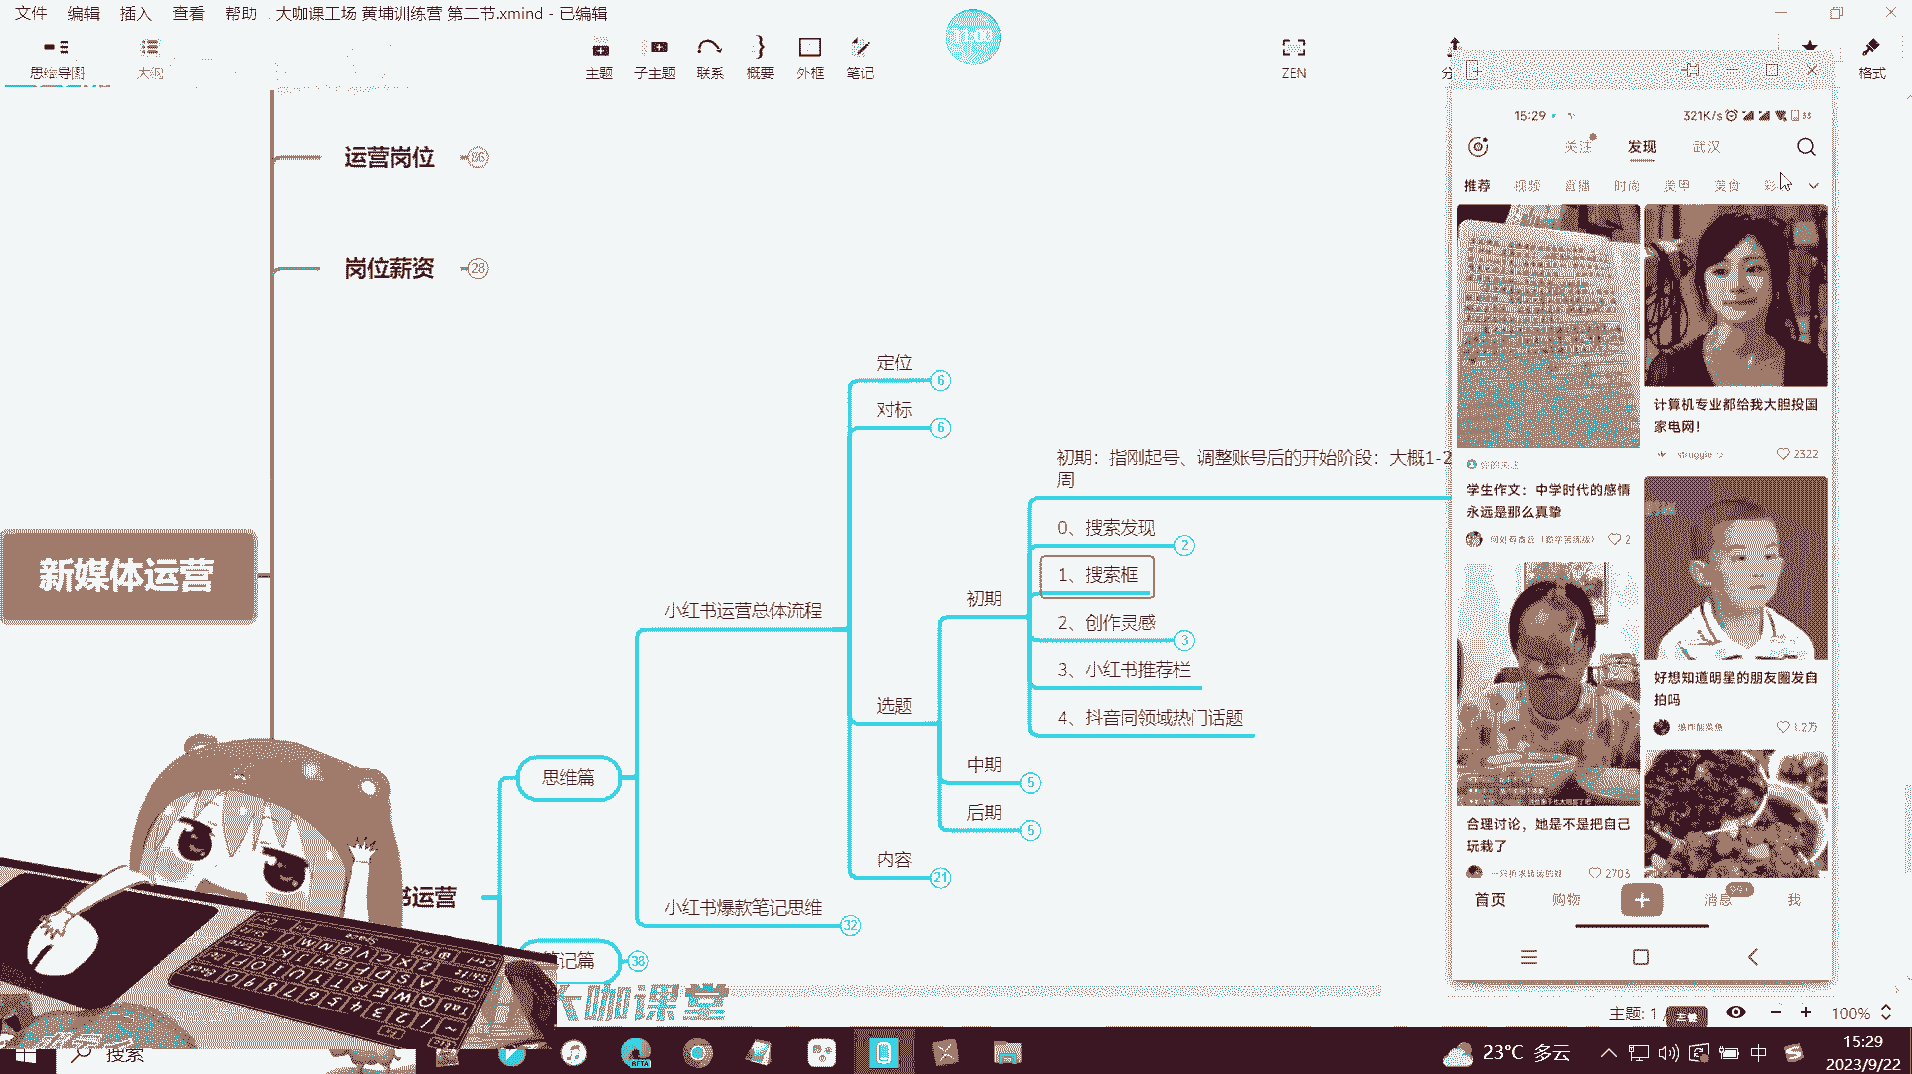 文件 编辑 插入 查看 帮助 大咖课工场 黄埔训练营 第二节.xmind - 已编辑
思维导图
大纲
主题
子主题
联系
概要
外框
笔记
11:00
ZEN
格式
运营岗位
86
岗位薪资
28
新媒体运营
书运营
思维篇
笔记篇
38
小红书运营总体流程
小红书爆款笔记思维
32
定位
6
对标
6
选题
内容
21
初期
中期
5
后期
5
初期：指刚起号、调整账号后的开始阶段：大概1-2
周
0、搜索发现
2
1、搜索框
2、创作灵感
3
3、小红书推荐栏
4、抖音同领域热门话题
15:29
321K/s
关注 发现 武汉
推荐 视频 直播 时尚 美甲 美食 彩
计算机专业都给我大胆投国
家电网！
2322
学生作文：中学时代的感情
永远是那么真挚
2
好想知道明星的朋友圈发自
拍吗
1.2万
合理讨论，她是不是把自己
玩栽了
2703
首页 购物 消息 99+ 我
大咖课堂
主题: 1
100%
搜索
BETA
23°C 多云
中
15:29
2023/9/22